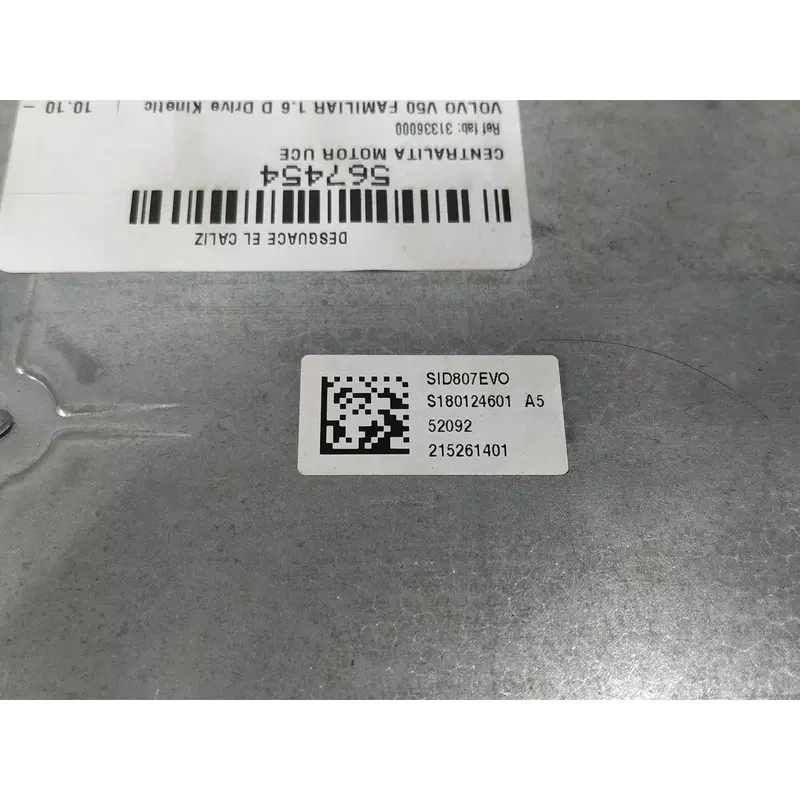 DESGUACE EL CALIZ
567454
CENTRALITA MOTOR UCE
Ref fab: 31336000
VOLVO V50 FAMILIAR 1.6 D Drive Kinetic | 10.10 -
SID807EVO
S180124601 A5
52092
215261401